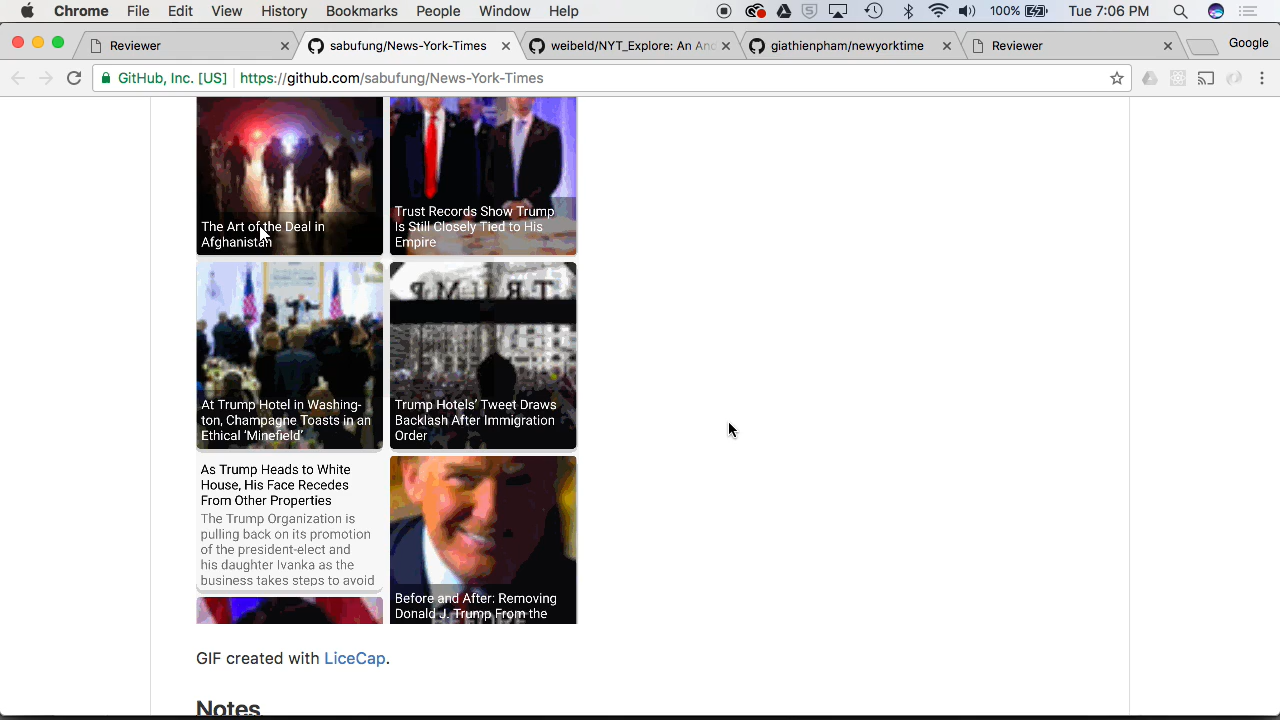 Chrome File Edit View History Bookmarks People Window Help 100% Tue 7:06 PM
Reviewer sabufung/News-York-Times weibeld/NYT_Explore: An And giathienpham/newyorktime Reviewer Google
GitHub, Inc. [US] https://github.com/sabufung/News-York-Times
The Art of the Deal in
Afghanistan
Trust Records Show Trump
Is Still Closely Tied to His
Empire
TRUMP
At Trump Hotel in Washing-
ton, Champagne Toasts in an
Ethical ‘Minefield’
Trump Hotels’ Tweet Draws
Backlash After Immigration
Order
As Trump Heads to White
House, His Face Recedes
From Other Properties
The Trump Organization is
pulling back on its promotion
of the president-elect and
his daughter Ivanka as the
business takes steps to avoid
Before and After: Removing
Donald J. Trump From the
GIF created with LiceCap.
Notes